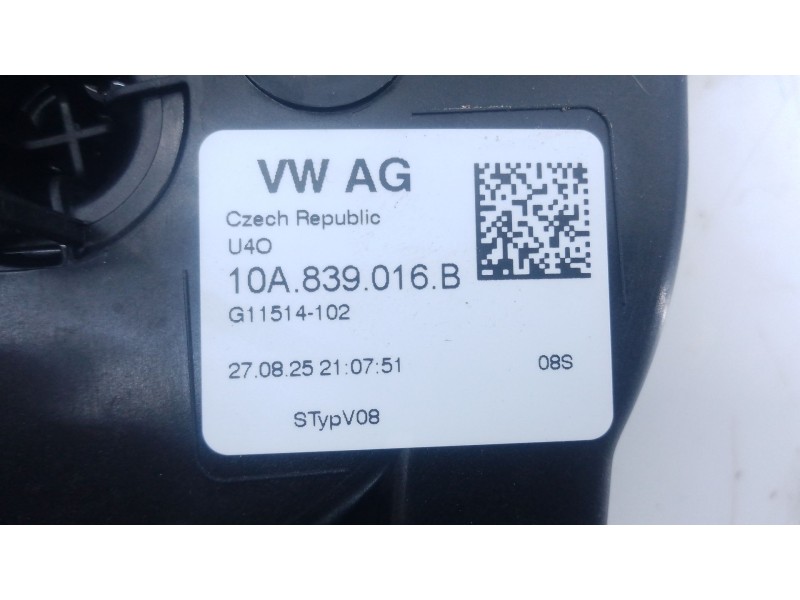 VW AG
Czech Republic
U4O
10A.839.016.B
G11514-102
27.08.25 21:07:51 08S
STypV08